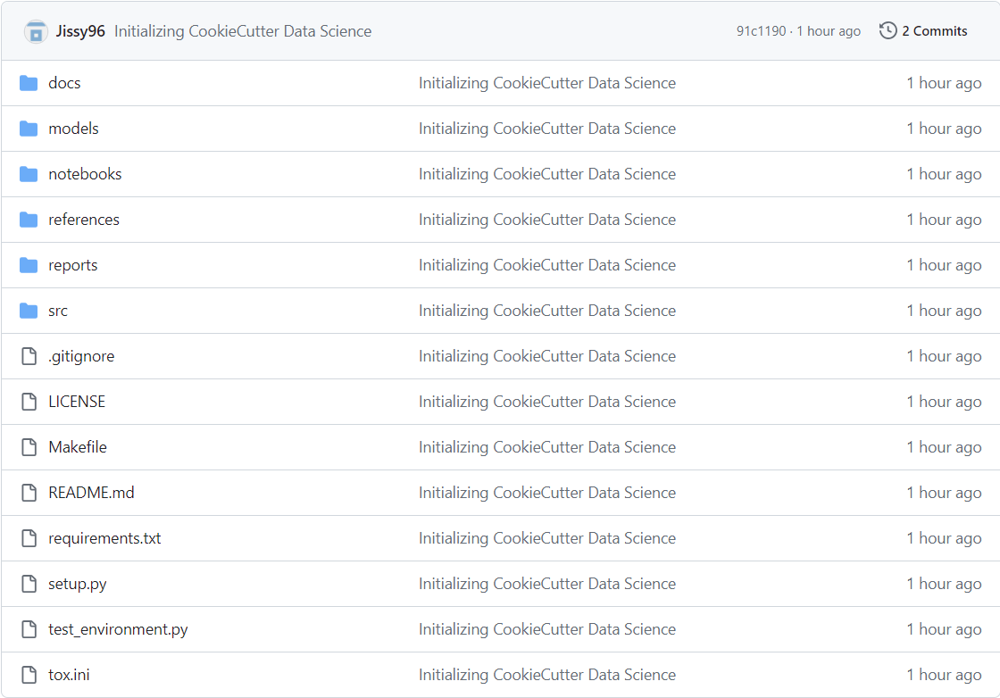 Jissy96 Initializing CookieCutter Data Science 91c1190 · 1 hour ago 2 Commits
docs Initializing CookieCutter Data Science 1 hour ago
models Initializing CookieCutter Data Science 1 hour ago
notebooks Initializing CookieCutter Data Science 1 hour ago
references Initializing CookieCutter Data Science 1 hour ago
reports Initializing CookieCutter Data Science 1 hour ago
src Initializing CookieCutter Data Science 1 hour ago
.gitignore Initializing CookieCutter Data Science 1 hour ago
LICENSE Initializing CookieCutter Data Science 1 hour ago
Makefile Initializing CookieCutter Data Science 1 hour ago
README.md Initializing CookieCutter Data Science 1 hour ago
requirements.txt Initializing CookieCutter Data Science 1 hour ago
setup.py Initializing CookieCutter Data Science 1 hour ago
test_environment.py Initializing CookieCutter Data Science 1 hour ago
tox.ini Initializing CookieCutter Data Science 1 hour ago